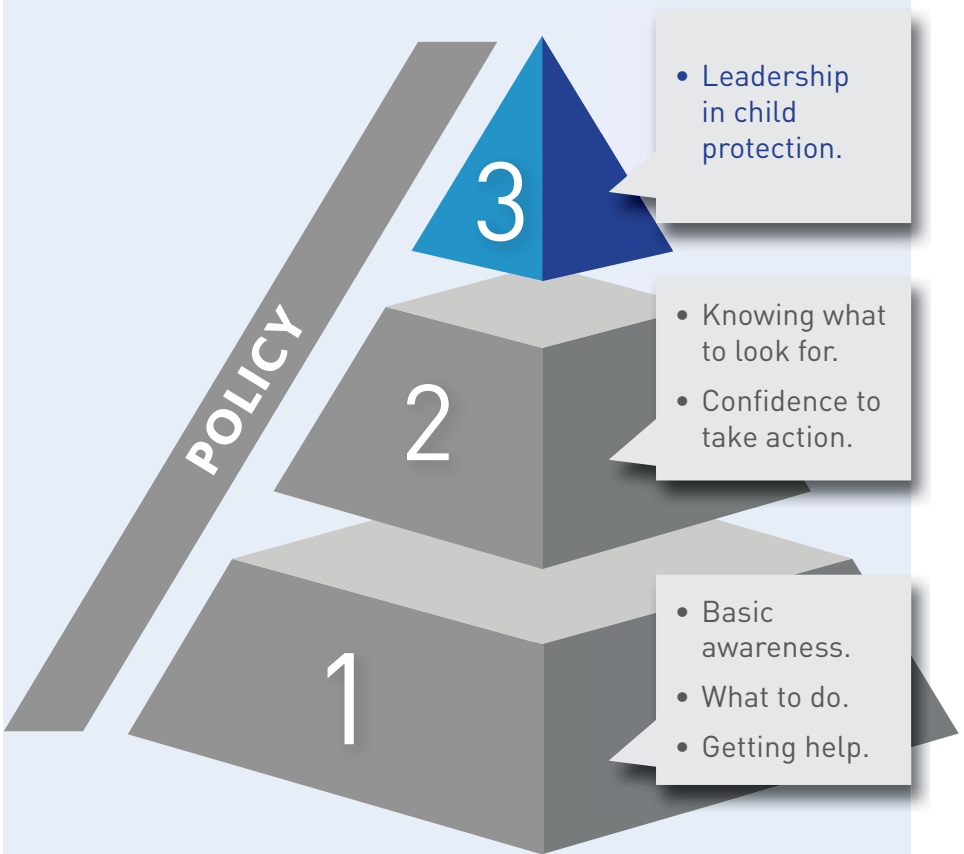 • Leadership
in child
protection.
3
POLICY
• Knowing what
to look for.
• Confidence to
take action.
2
• Basic
awareness.
• What to do.
• Getting help.
1